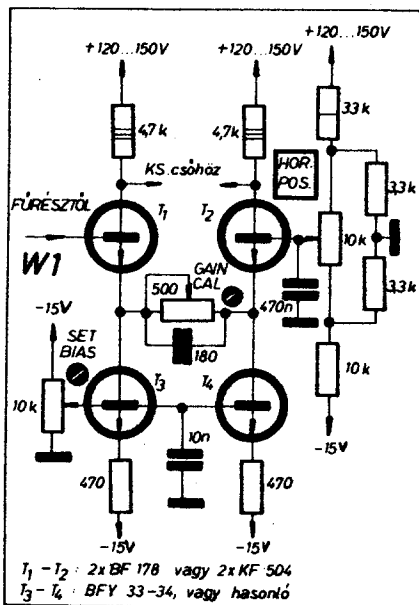 +120...150V
+120...150V
+120...150V
4,7k
4,7k
33k
KS.csőhöz
HOR.
POS.
FŰRÉSZTŐL
T1
T2
3,3k
W1
GAIN
CAL
500
10k
470n
3,3k
-15V
SET
BIAS
180
10k
T3
T4
10k
10n
470
470
-15V
-15V
-15V
T1 - T2 : 2x BF 178 vagy 2x KF 504
T3 - T4 : BFY 33-34, vagy hasonló